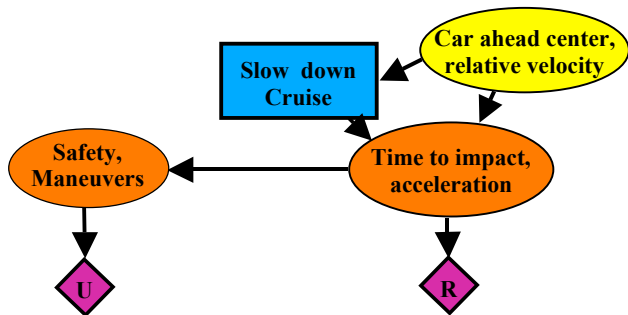 Car ahead center,
relative velocity
Slow down
Cruise
Safety,
Maneuvers
Time to impact,
acceleration
U
R